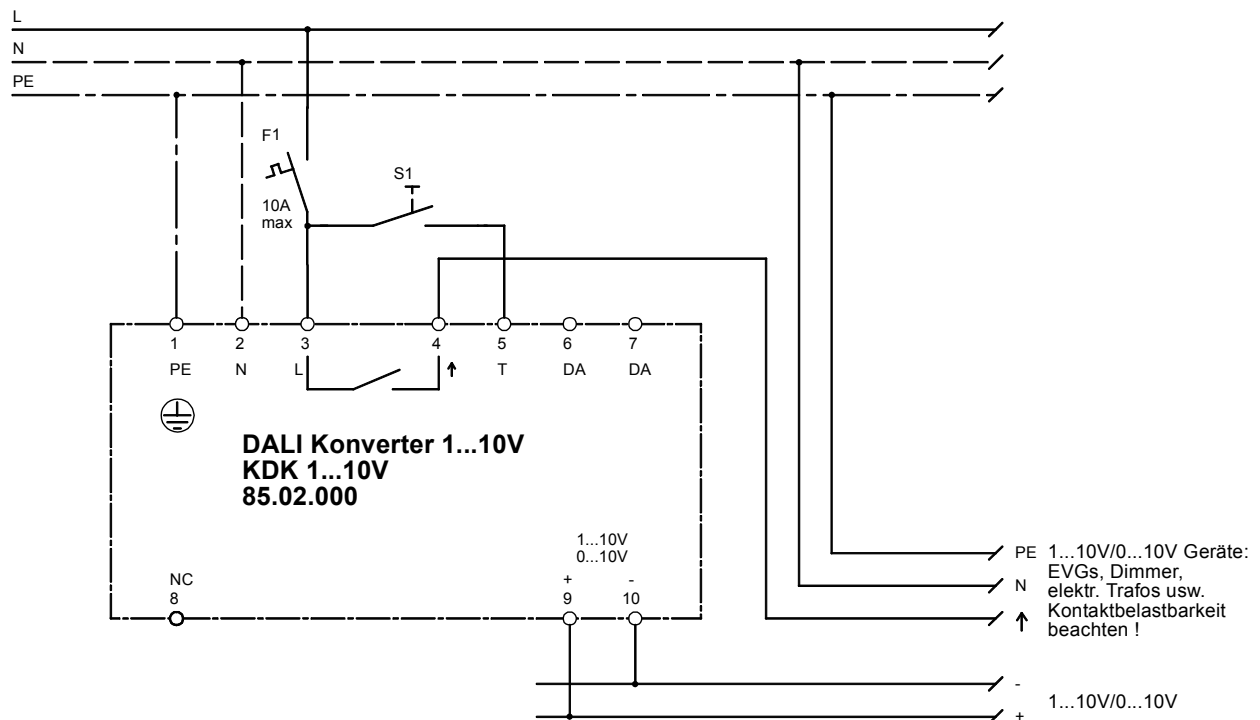 L
N
PE
F1
S1
10A
max
1 2 3 4 5 6 7
PE N L ↑ T DA DA
DALI Konverter 1...10V
KDK 1...10V
85.02.000
1...10V
0...10V
NC + -
8 9 10
PE 1...10V/0...10V Geräte:
N EVGs, Dimmer,
elektr. Trafos usw.
↑ Kontaktbelastbarkeit
beachten !
-
1...10V/0...10V
+